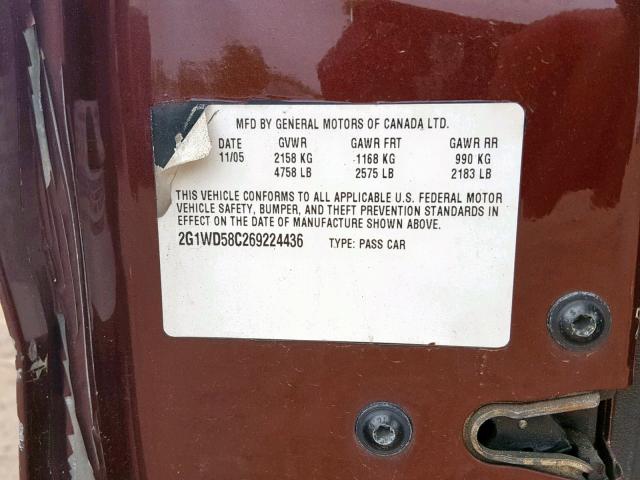 MFD BY GENERAL MOTORS OF CANADA LTD.
DATE GVWR GAWR FRT GAWR RR
11/05 2158 KG 1168 KG 990 KG
4758 LB 2575 LB 2183 LB
THIS VEHICLE CONFORMS TO ALL APPLICABLE U.S. FEDERAL MOTOR
VEHICLE SAFETY, BUMPER, AND THEFT PREVENTION STANDARDS IN
EFFECT ON THE DATE OF MANUFACTURE SHOWN ABOVE.
2G1WD58C269224436 TYPE: PASS CAR